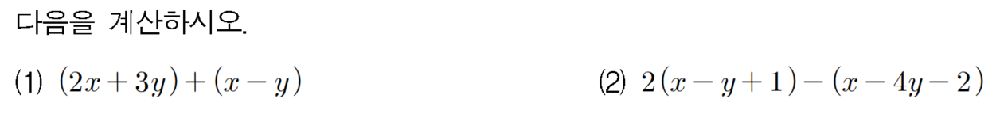 다음을 계산하시오.
(1) (2x+3y)+(x-y) (2) 2(x-y+1)-(x-4y-2)